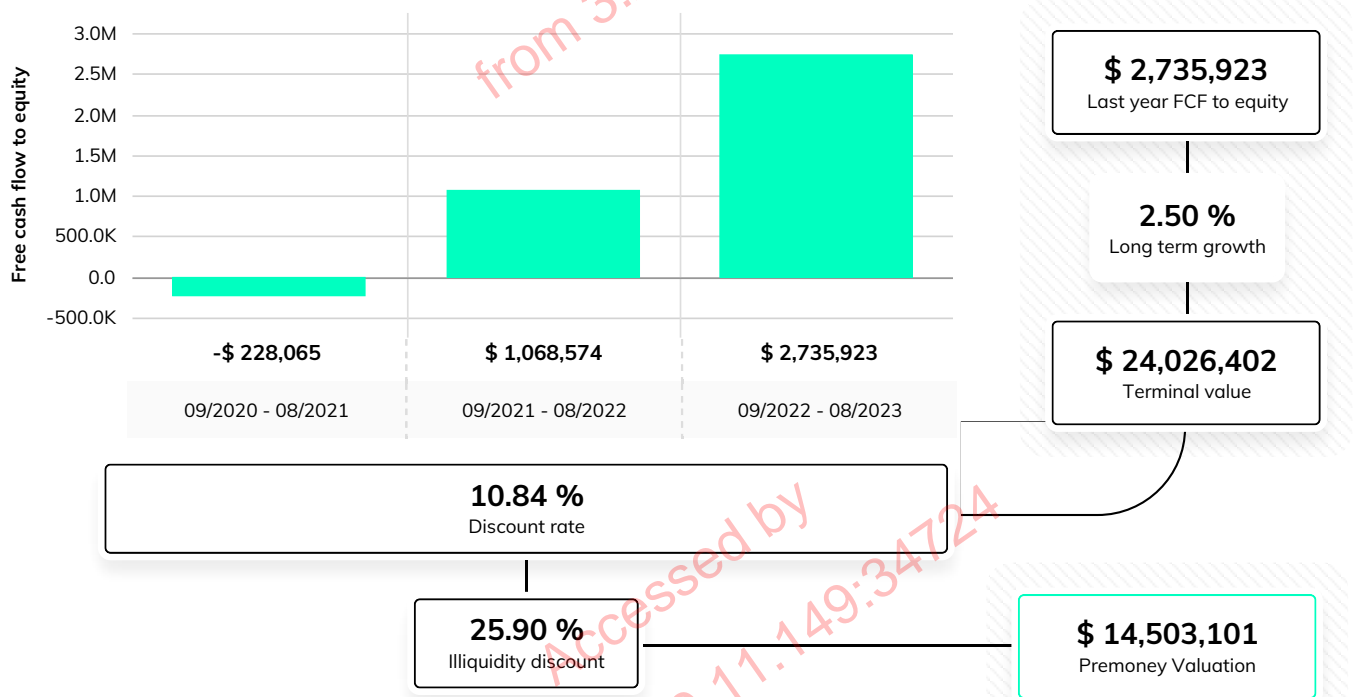 Free cash flow to equity
3.0M
2.5M
2.0M
1.5M
1.0M
500.0K
0.0
-500.0K
-$ 228,065
$ 1,068,574
$ 2,735,923
09/2020 - 08/2021
09/2021 - 08/2022
09/2022 - 08/2023
$ 2,735,923
Last year FCF to equity
2.50 %
Long term growth
$ 24,026,402
Terminal value
10.84 %
Discount rate
25.90 %
Illiquidity discount
$ 14,503,101
Premoney Valuation
from 3.
Accessed by
11.149:34724